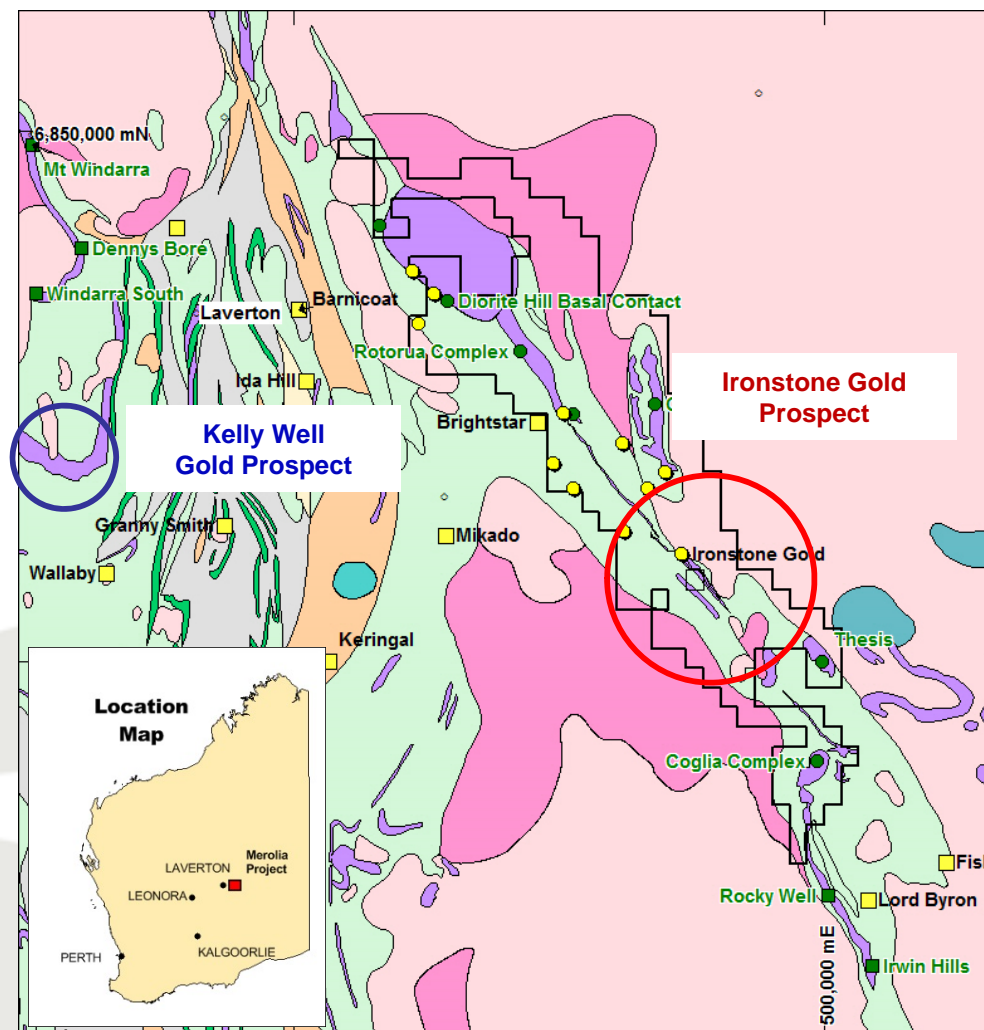 6,850,000 mN
Mt Windarra
Dennys Bore
Windarra South
Barnicoat
Laverton
Diorite Hill Basal Contact
Rotorua Complex
Ida Hill
Brightstar
Ironstone Gold
Prospect
Kelly Well
Gold Prospect
Granny Smith
Mikado
Ironstone Gold
Wallaby
Keringal
Thesis
Location
Map
Coglia Complex
Merolia
Project
LAVERTON
LEONORA
Rocky Well
Lord Byron
PERTH
KALGOORLIE
Irwin Hills
500,000 mE